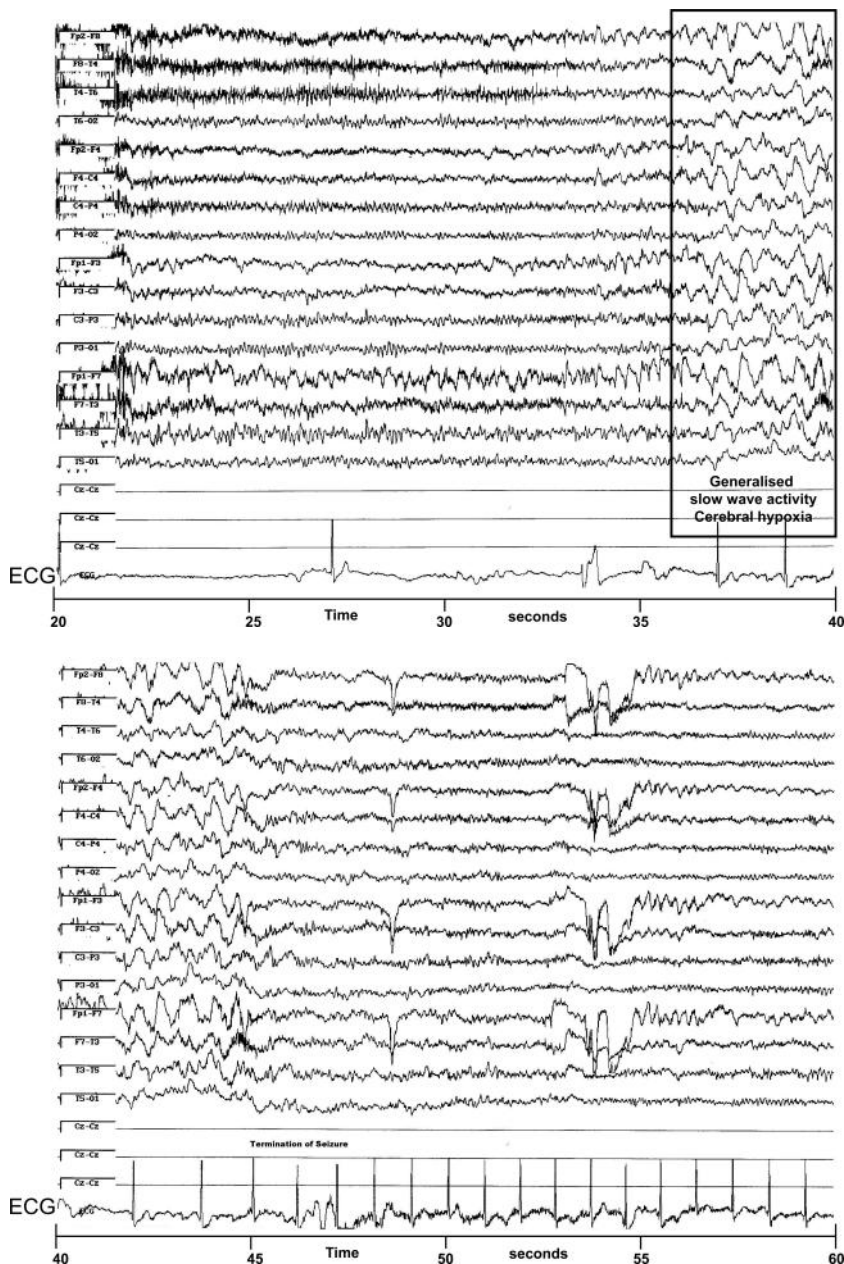 Fp2-F8
F8-T4
T4-T6
T6-O2
Fp2-F4
F4-C4
C4-P4
P4-O2
Fp1-F3
F3-C3
C3-P3
P3-O1
Fp1-F7
F7-T3
T3-T5
T5-O1
Cz-Cz
Cz-Cz
Cz-Cz
Generalised
slow wave activity
Cerebral hypoxia
ECG ECG
Time seconds
20 25 30 35 40
Fp2-F8
F8-T4
T4-T6
T6-O2
Fp2-F4
F4-C4
C4-P4
P4-O2
Fp1-F3
F3-C3
C3-P3
P3-O1
Fp1-F7
F7-T3
T3-T5
T5-O1
Cz-Cz
Termination of Seizure
Cz-Cz
Cz-Cz
ECG ECG
Time seconds
40 45 50 55 60